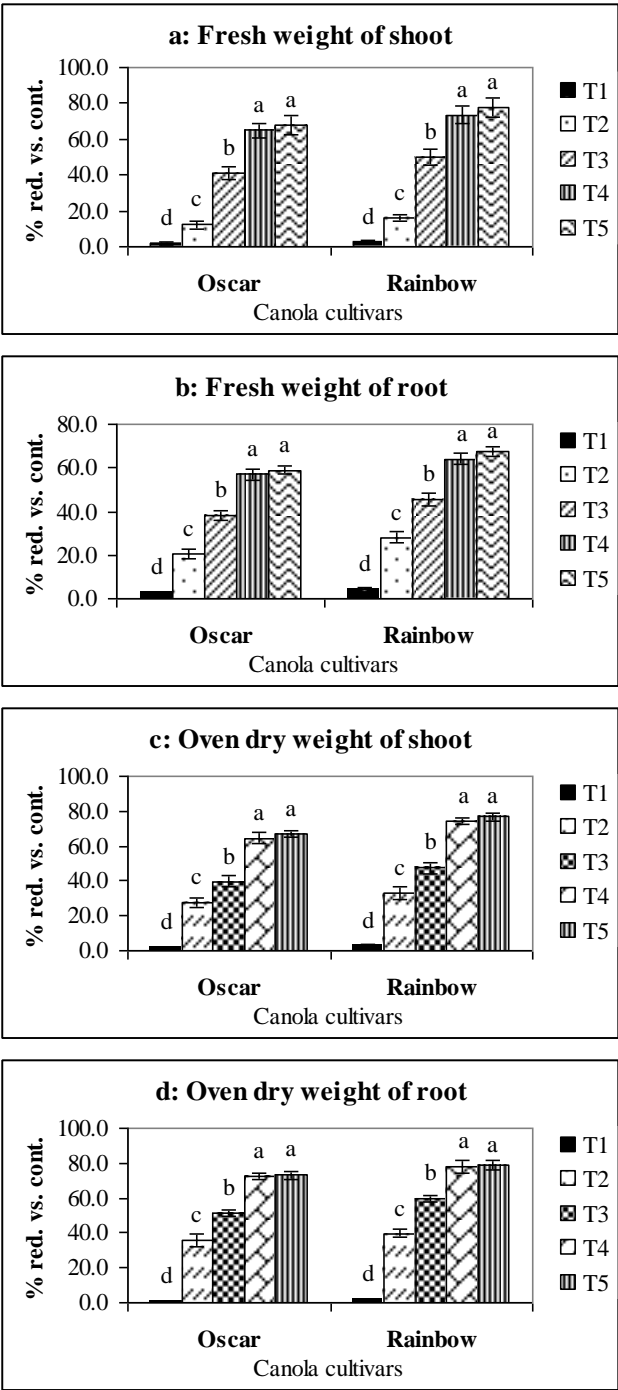 a: Fresh weight of shoot
% red. vs. cont.
100.0
80.0
60.0
40.0
20.0
0.0
d c b a a
d c b a a
T1
T2
T3
T4
T5
Oscar Rainbow
Canola cultivars
b: Fresh weight of root
% red. vs. cont.
80.0
60.0
40.0
20.0
0.0
d c b a a
d c b a a
T1
T2
T3
T4
T5
Oscar Rainbow
Canola cultivars
c: Oven dry weight of shoot
% red. vs. cont.
100.0
80.0
60.0
40.0
20.0
0.0
d c b a a
d c b a a
T1
T2
T3
T4
T5
Oscar Rainbow
Canola cultivars
d: Oven dry weight of root
% red. vs. cont.
100.0
80.0
60.0
40.0
20.0
0.0
d c b a a
d c b a a
T1
T2
T3
T4
T5
Oscar Rainbow
Canola cultivars